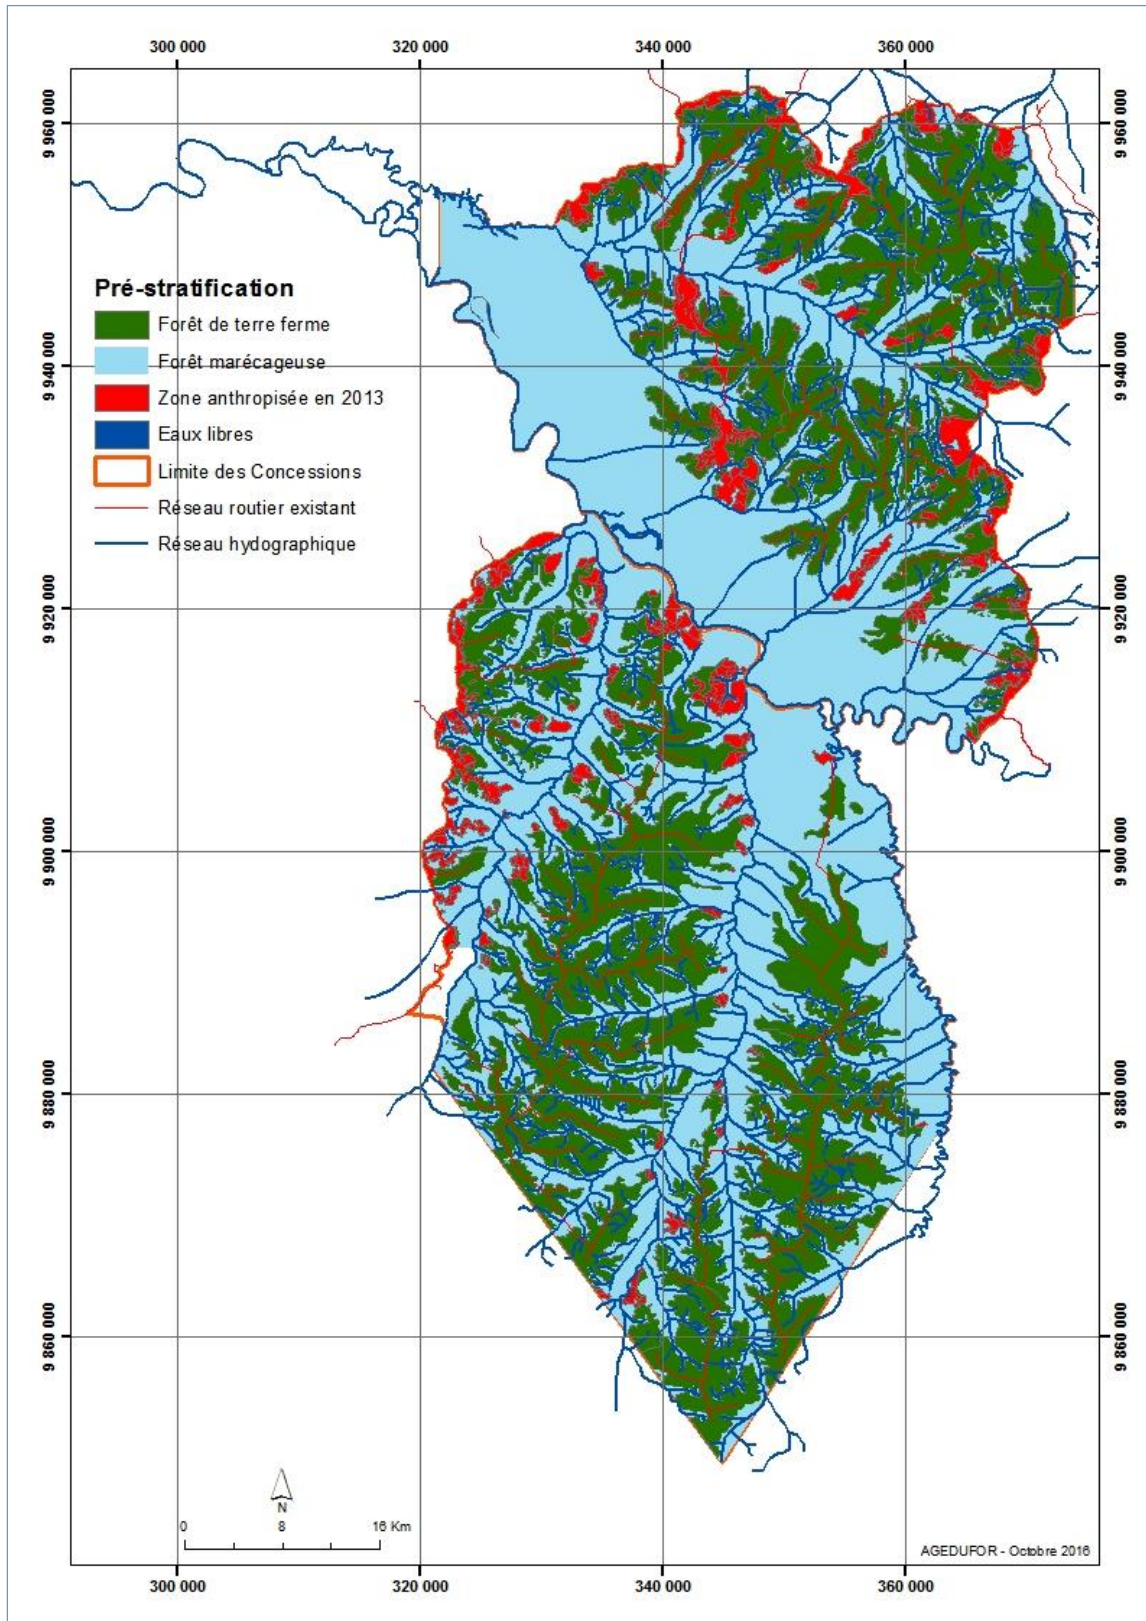 300 000 320 000 340 000 360 000
9 960 000 9 960 000
Pré-stratification
Forêt de terre ferme
Forêt marécageuse
Zone anthropisée en 2013
Eaux libres
Limite des Concessions
Réseau routier existant
Réseau hydographique
9 940 000 9 940 000
9 920 000 9 920 000
9 900 000 9 900 000
9 880 000 9 880 000
9 860 000 9 860 000
N
0 8 16 Km
AGEDUFOR - Octobre 2016
300 000 320 000 340 000 360 000